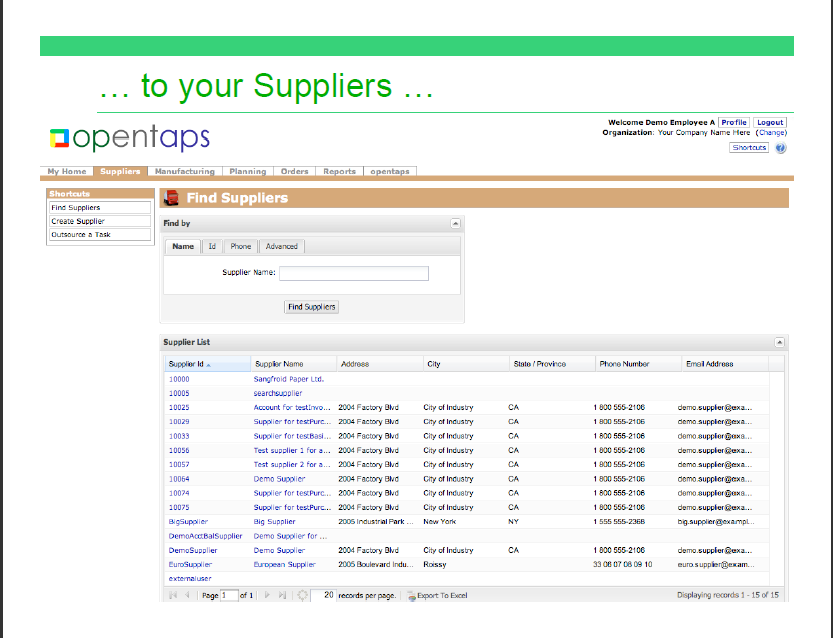 … to your Suppliers …
opentaps
Welcome Demo Employee A Profile Logout
Organization: Your Company Name Here (Change)
Shortcuts ?
My Home Suppliers Manufacturing Planning Orders Reports opentaps
Shortcuts
Find Suppliers
Create Supplier
Outsource a Task
Find Suppliers
Find by
Name Id Phone Advanced
Supplier Name:
Find Suppliers
Supplier List
Supplier Id Supplier Name Address City State / Province Phone Number Email Address
10000 Sangfroid Paper Ltd.
10005 searchsupplier
10025 Account for testInvo... 2004 Factory Blvd City of Industry CA 1 800 555-2106 demo.supplier@exa...
10029 Supplier for testPurc... 2004 Factory Blvd City of Industry CA 1 800 555-2106 demo.supplier@exa...
10033 Supplier for testBasi... 2004 Factory Blvd City of Industry CA 1 800 555-2106 demo.supplier@exa...
10056 Test supplier 1 for a... 2004 Factory Blvd City of Industry CA 1 800 555-2106 demo.supplier@exa...
10057 Test supplier 2 for a... 2004 Factory Blvd City of Industry CA 1 800 555-2106 demo.supplier@exa...
10064 Demo Supplier 2004 Factory Blvd City of Industry CA 1 800 555-2106 demo.supplier@exa...
10074 Supplier for testPurc... 2004 Factory Blvd City of Industry CA 1 800 555-2106 demo.supplier@exa...
10075 Supplier for testPurc... 2004 Factory Blvd City of Industry CA 1 800 555-2106 demo.supplier@exa...
BigSupplier Big Supplier 2005 Industrial Park ... New York NY 1 555 555-2368 big.supplier@exampl...
DemoAcctBalSupplier Demo Supplier for ...
DemoSupplier Demo Supplier 2004 Factory Blvd City of Industry CA 1 800 555-2106 demo.supplier@exa...
EuroSupplier European Supplier 2005 Boulevard Indu... Roissy 33 06 07 08 09 10 euro.supplier@exam...
externaluser
Page 1 of 1 20 records per page. Export To Excel Displaying records 1 - 15 of 15